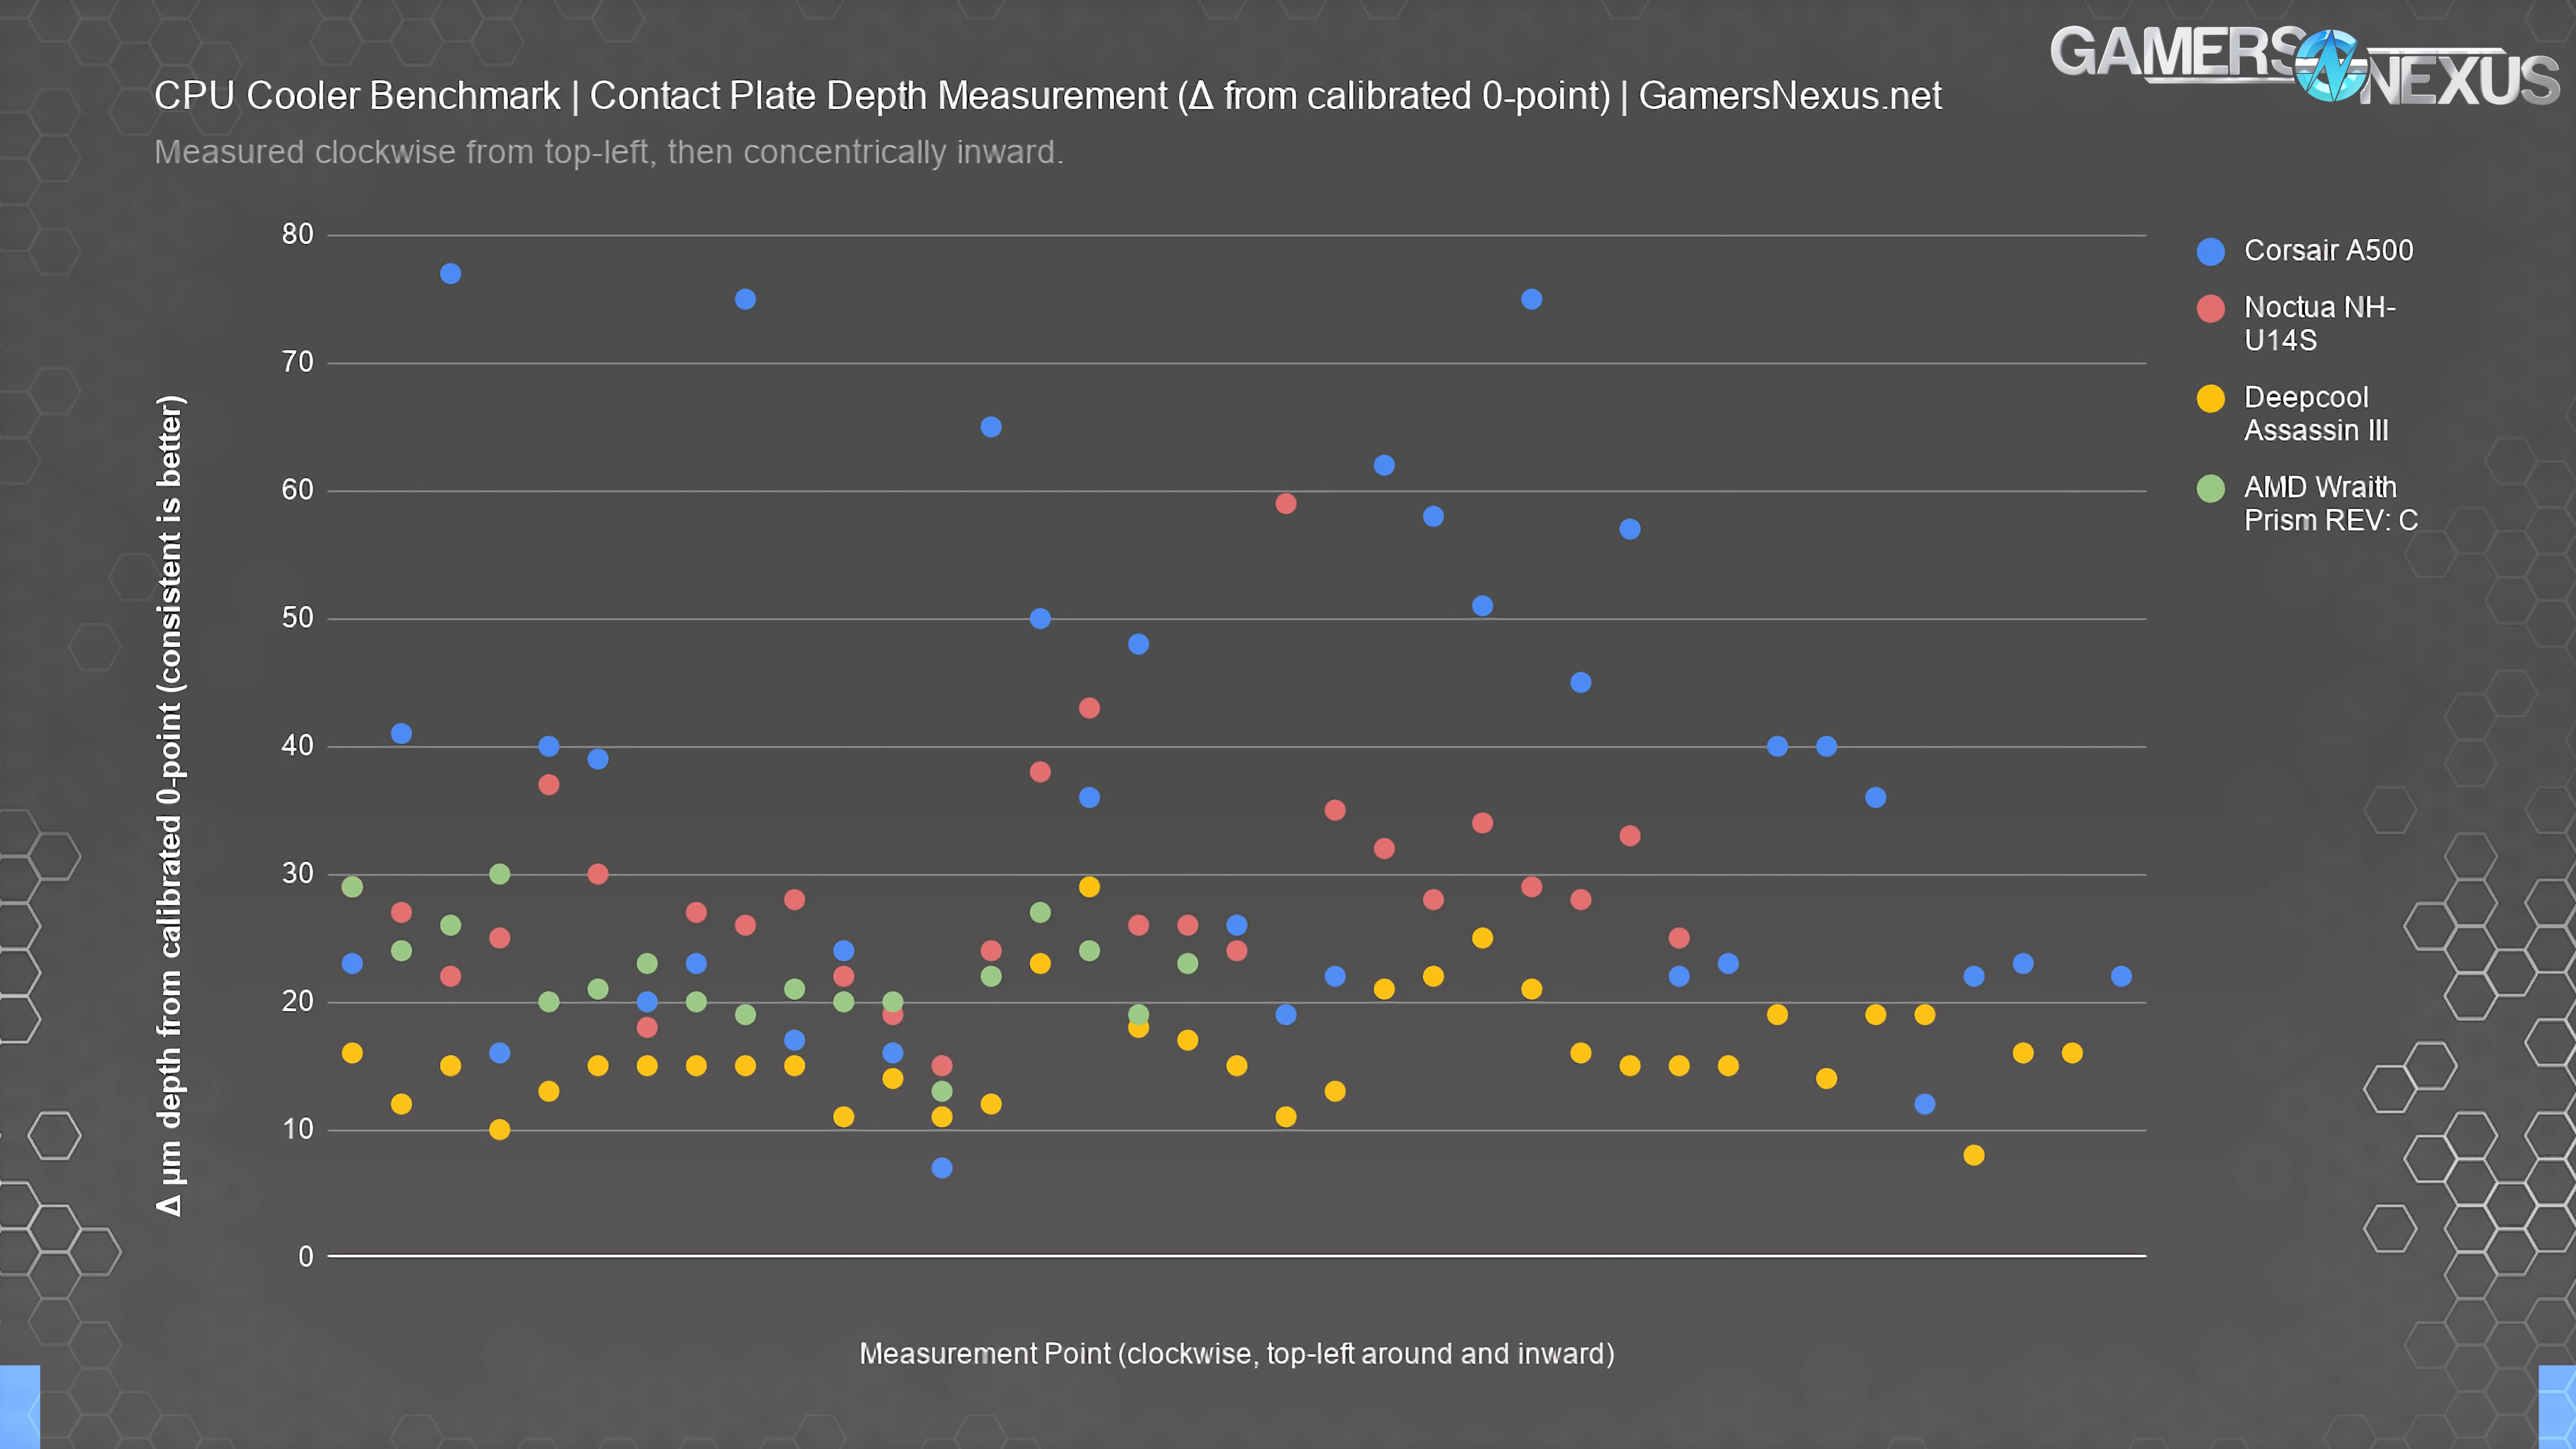 GAMERS NEXUS
CPU Cooler Benchmark | Contact Plate Depth Measurement (Δ from calibrated 0-point) | GamersNexus.net
Measured clockwise from top-left, then concentrically inward.
Δ µm depth from calibrated 0-point (consistent is better)
80
70
60
50
40
30
20
10
0
Measurement Point (clockwise, top-left around and inward)
Corsair A500
Noctua NH-
U14S
Deepcool
Assassin III
AMD Wraith
Prism REV: C